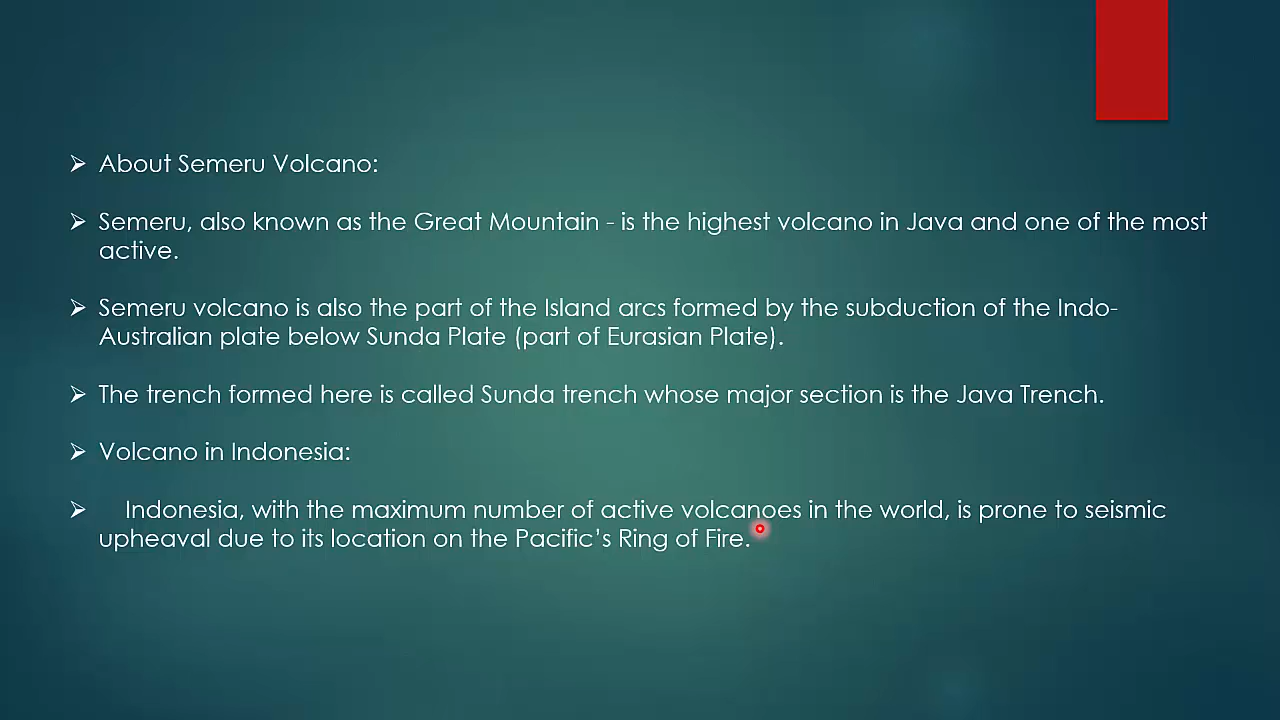 About Semeru Volcano:
Semeru, also known as the Great Mountain - is the highest volcano in Java and one of the most
active.
Semeru volcano is also the part of the Island arcs formed by the subduction of the Indo-
Australian plate below Sunda Plate (part of Eurasian Plate).
The trench formed here is called Sunda trench whose major section is the Java Trench.
Volcano in Indonesia:
Indonesia, with the maximum number of active volcanoes in the world, is prone to seismic
upheaval due to its location on the Pacific’s Ring of Fire.